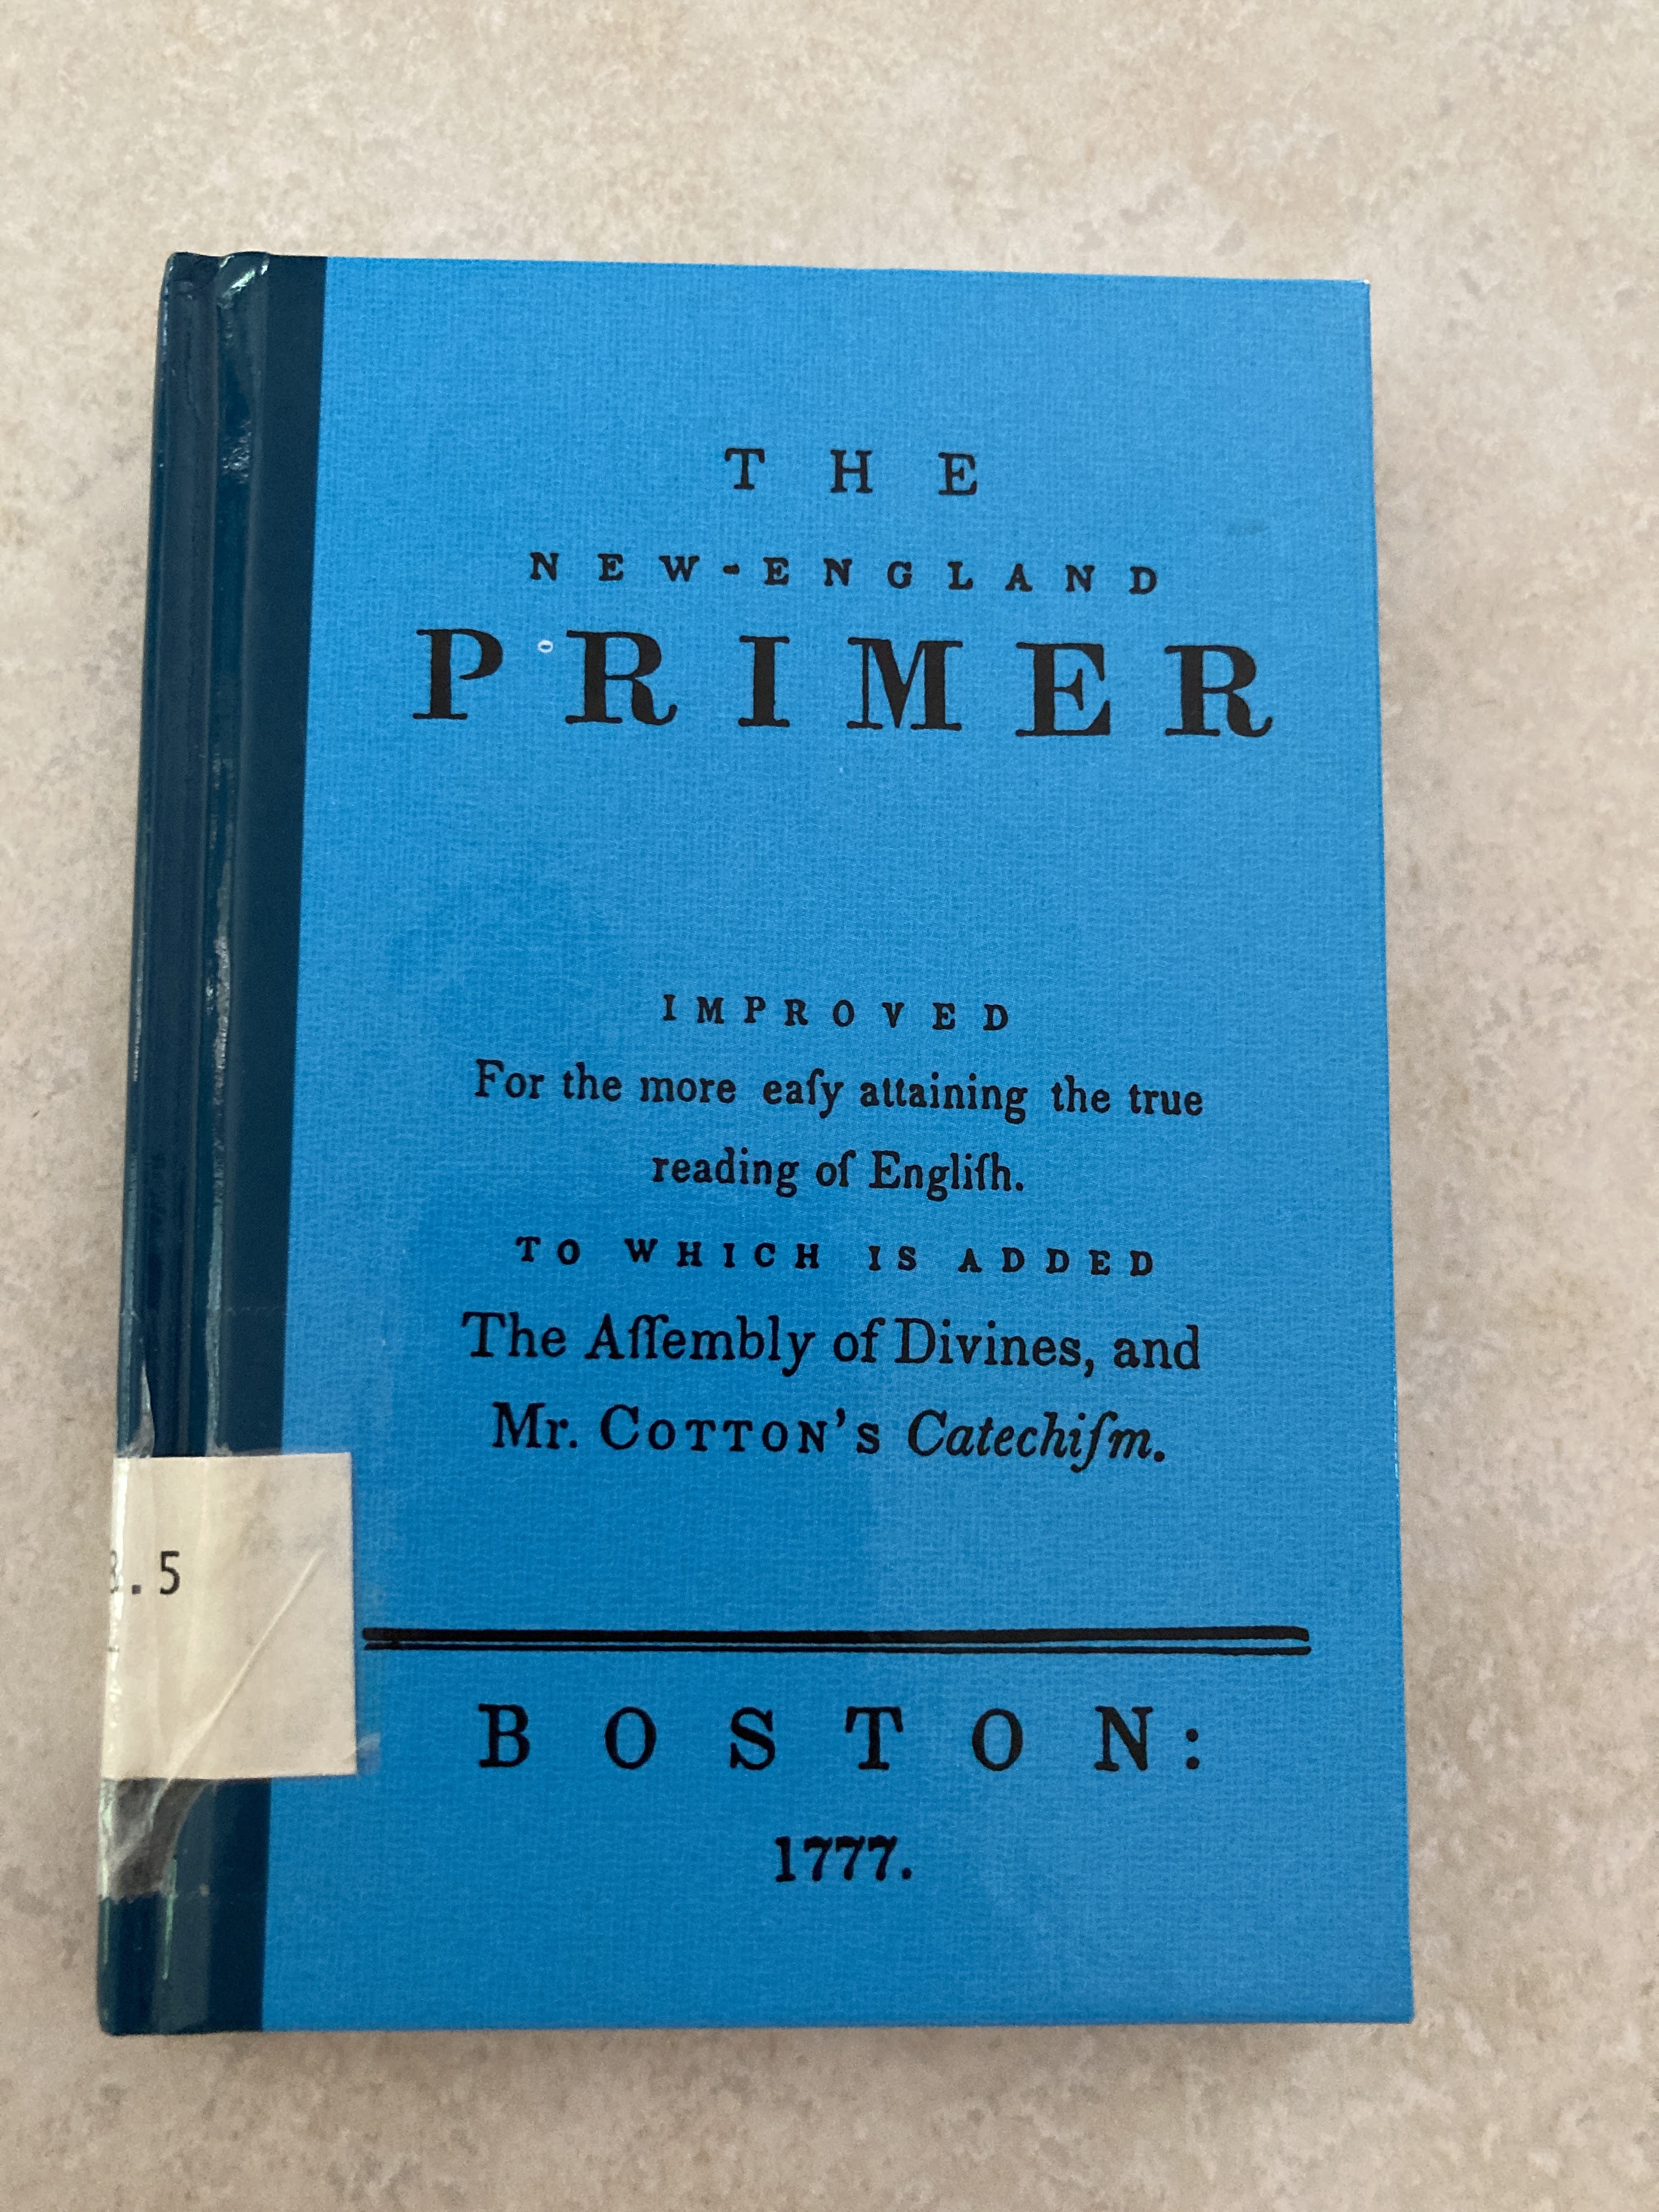 THE
NEW-ENGLAND
PRIMER
IMPROVED
For the more eaſy attaining the true
reading of Engliſh.
TO WHICH IS ADDED
The Aſſembly of Divines, and
Mr. COTTON's Catechiſm.
.5
BOSTON:
1777.